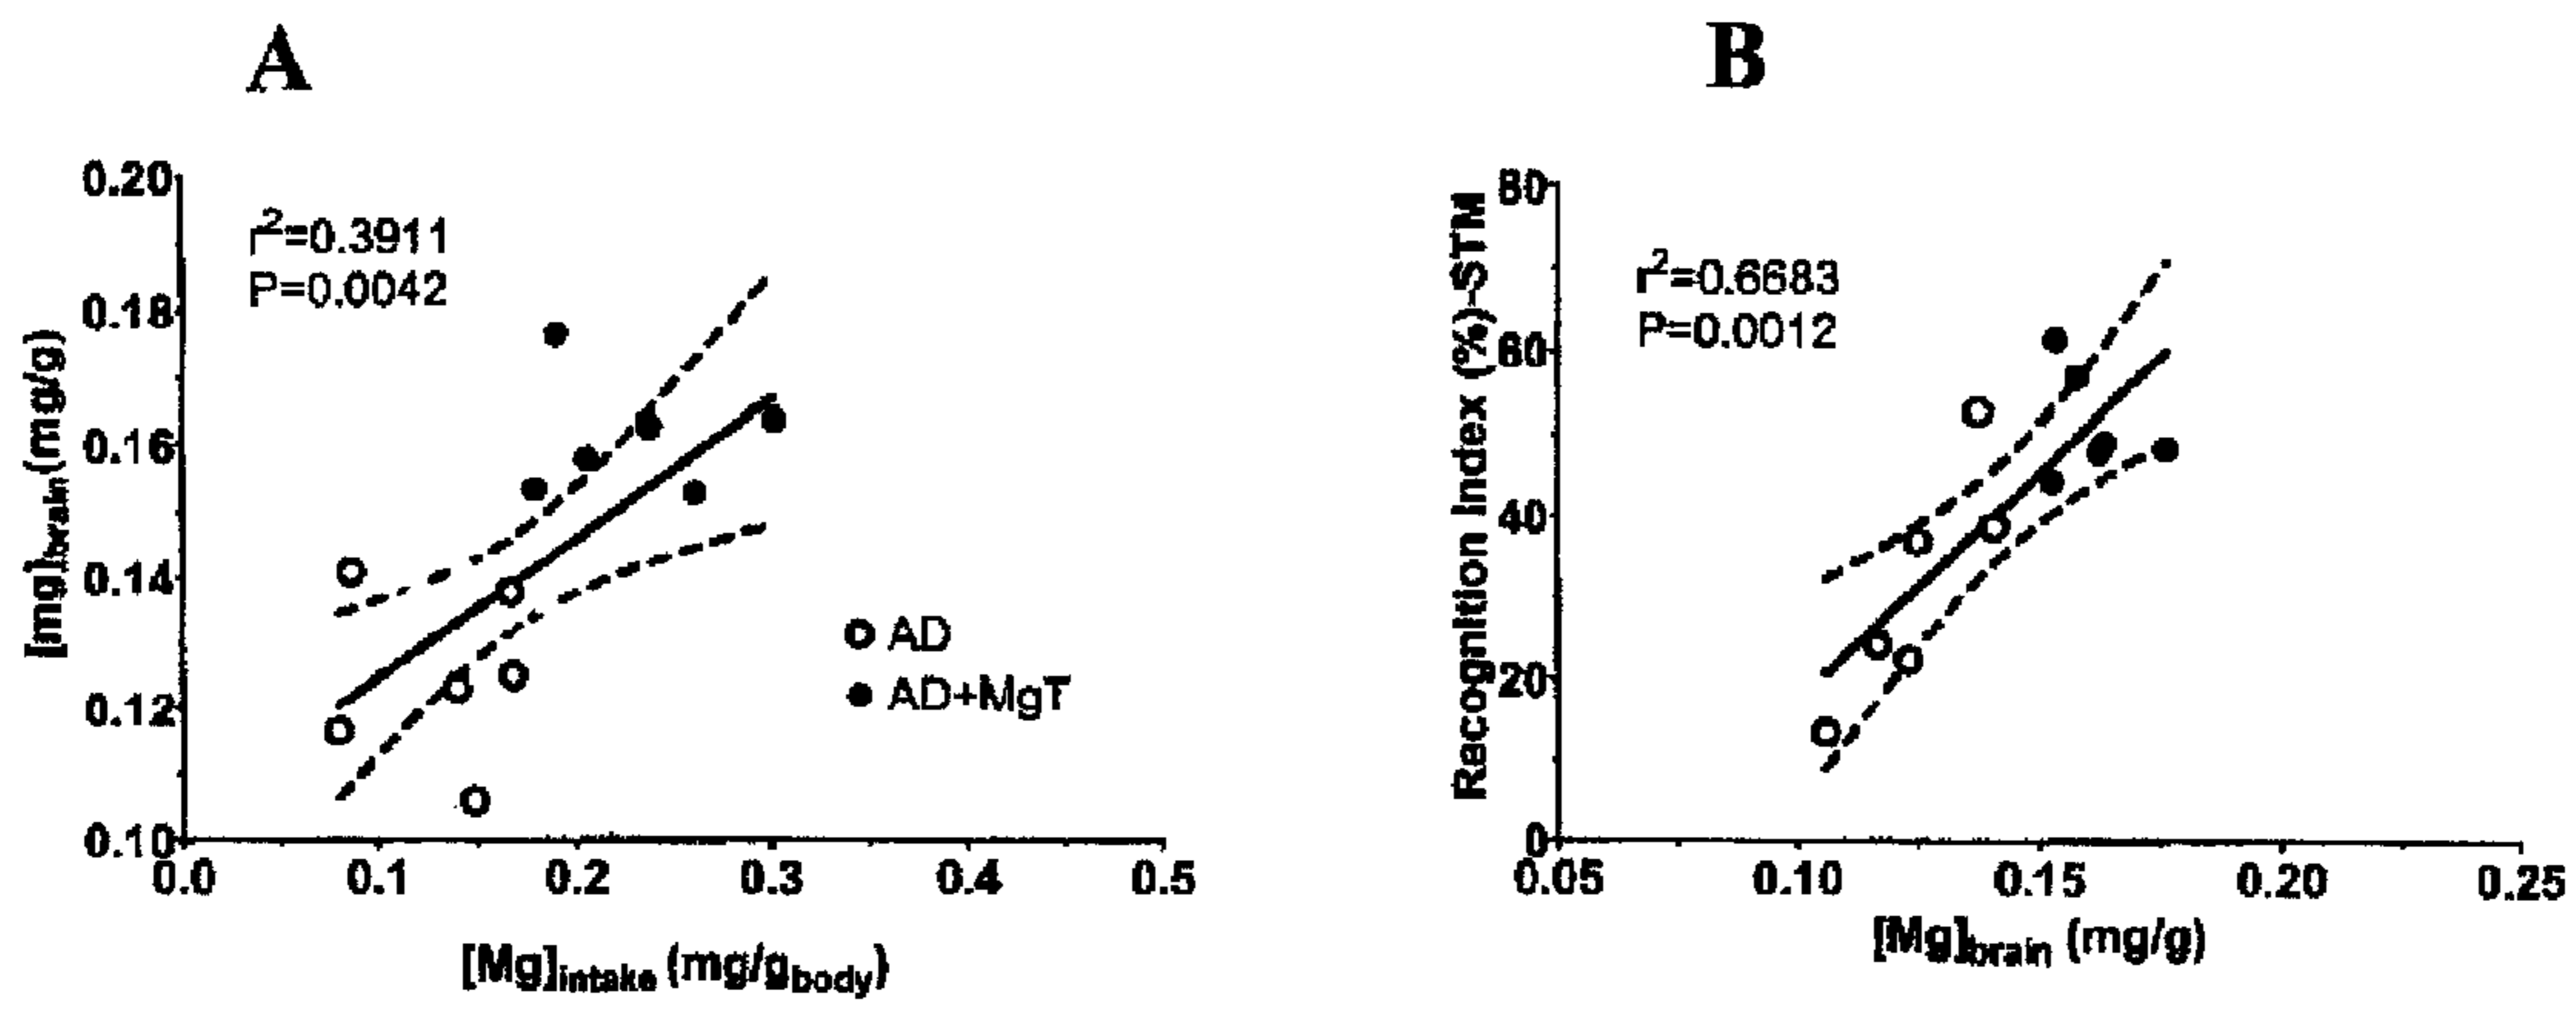 A
[mg]brain(mg/g)
0.20
0.18
0.16
0.14
0.12
0.10
r²=0.3911
P=0.0042
AD
AD+MgT
0.0 0.1 0.2 0.3 0.4 0.5
[Mg]intake (mg/gbody)
B
Recognition Index (%)-STM
80
60
40
20
0
r²=0.6683
P=0.0012
0.05 0.10 0.15 0.20 0.25
[Mg]brain (mg/g)